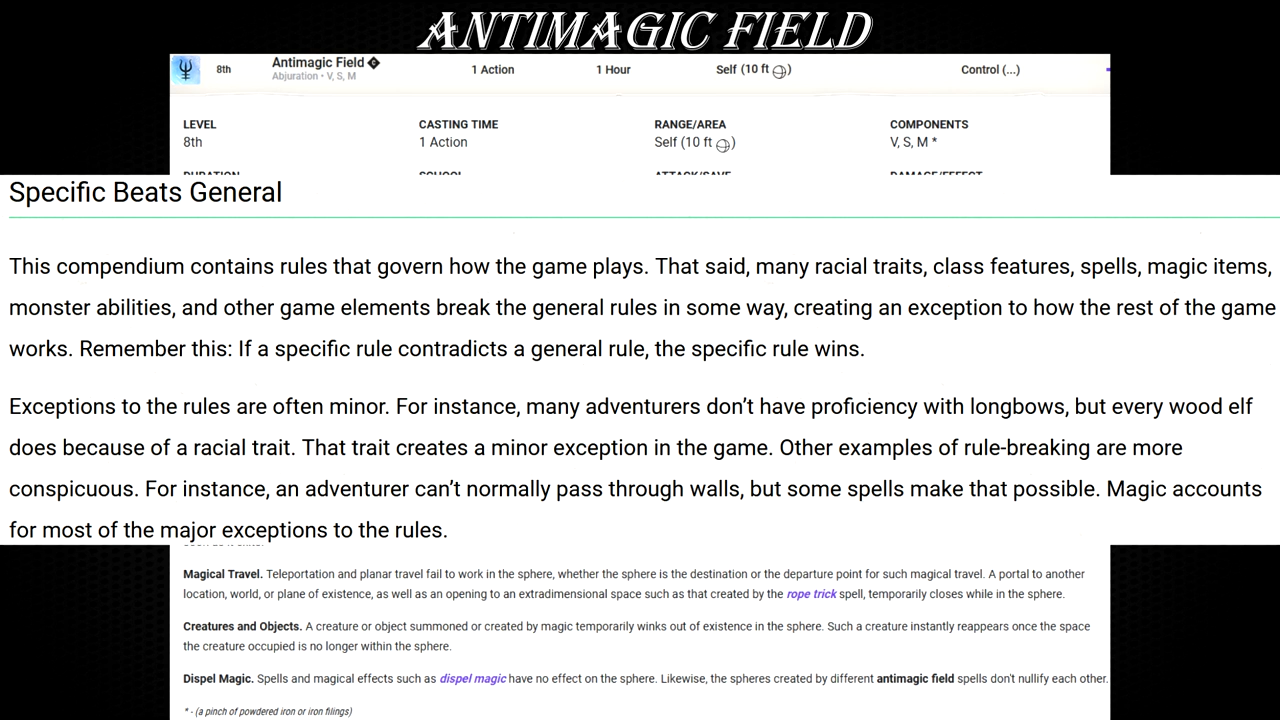 ANTIMAGIC FIELD
8th Antimagic Field 1 Action 1 Hour Self (10 ft ) Control (...)
Abjuration • V, S, M
LEVEL CASTING TIME RANGE/AREA COMPONENTS
8th 1 Action Self (10 ft ) V, S, M *
Specific Beats General
This compendium contains rules that govern how the game plays. That said, many racial traits, class features, spells, magic items,
monster abilities, and other game elements break the general rules in some way, creating an exception to how the rest of the game
works. Remember this: If a specific rule contradicts a general rule, the specific rule wins.
Exceptions to the rules are often minor. For instance, many adventurers don’t have proficiency with longbows, but every wood elf
does because of a racial trait. That trait creates a minor exception in the game. Other examples of rule-breaking are more
conspicuous. For instance, an adventurer can’t normally pass through walls, but some spells make that possible. Magic accounts
for most of the major exceptions to the rules.
Magical Travel. Teleportation and planar travel fail to work in the sphere, whether the sphere is the destination or the departure point for such magical travel. A portal to another
location, world, or plane of existence, as well as an opening to an extradimensional space such as that created by the rope trick spell, temporarily closes while in the sphere.
Creatures and Objects. A creature or object summoned or created by magic temporarily winks out of existence in the sphere. Such a creature instantly reappears once the space
the creature occupied is no longer within the sphere.
Dispel Magic. Spells and magical effects such as dispel magic have no effect on the sphere. Likewise, the spheres created by different antimagic field spells don't nullify each other.
* - (a pinch of powdered iron or iron filings)